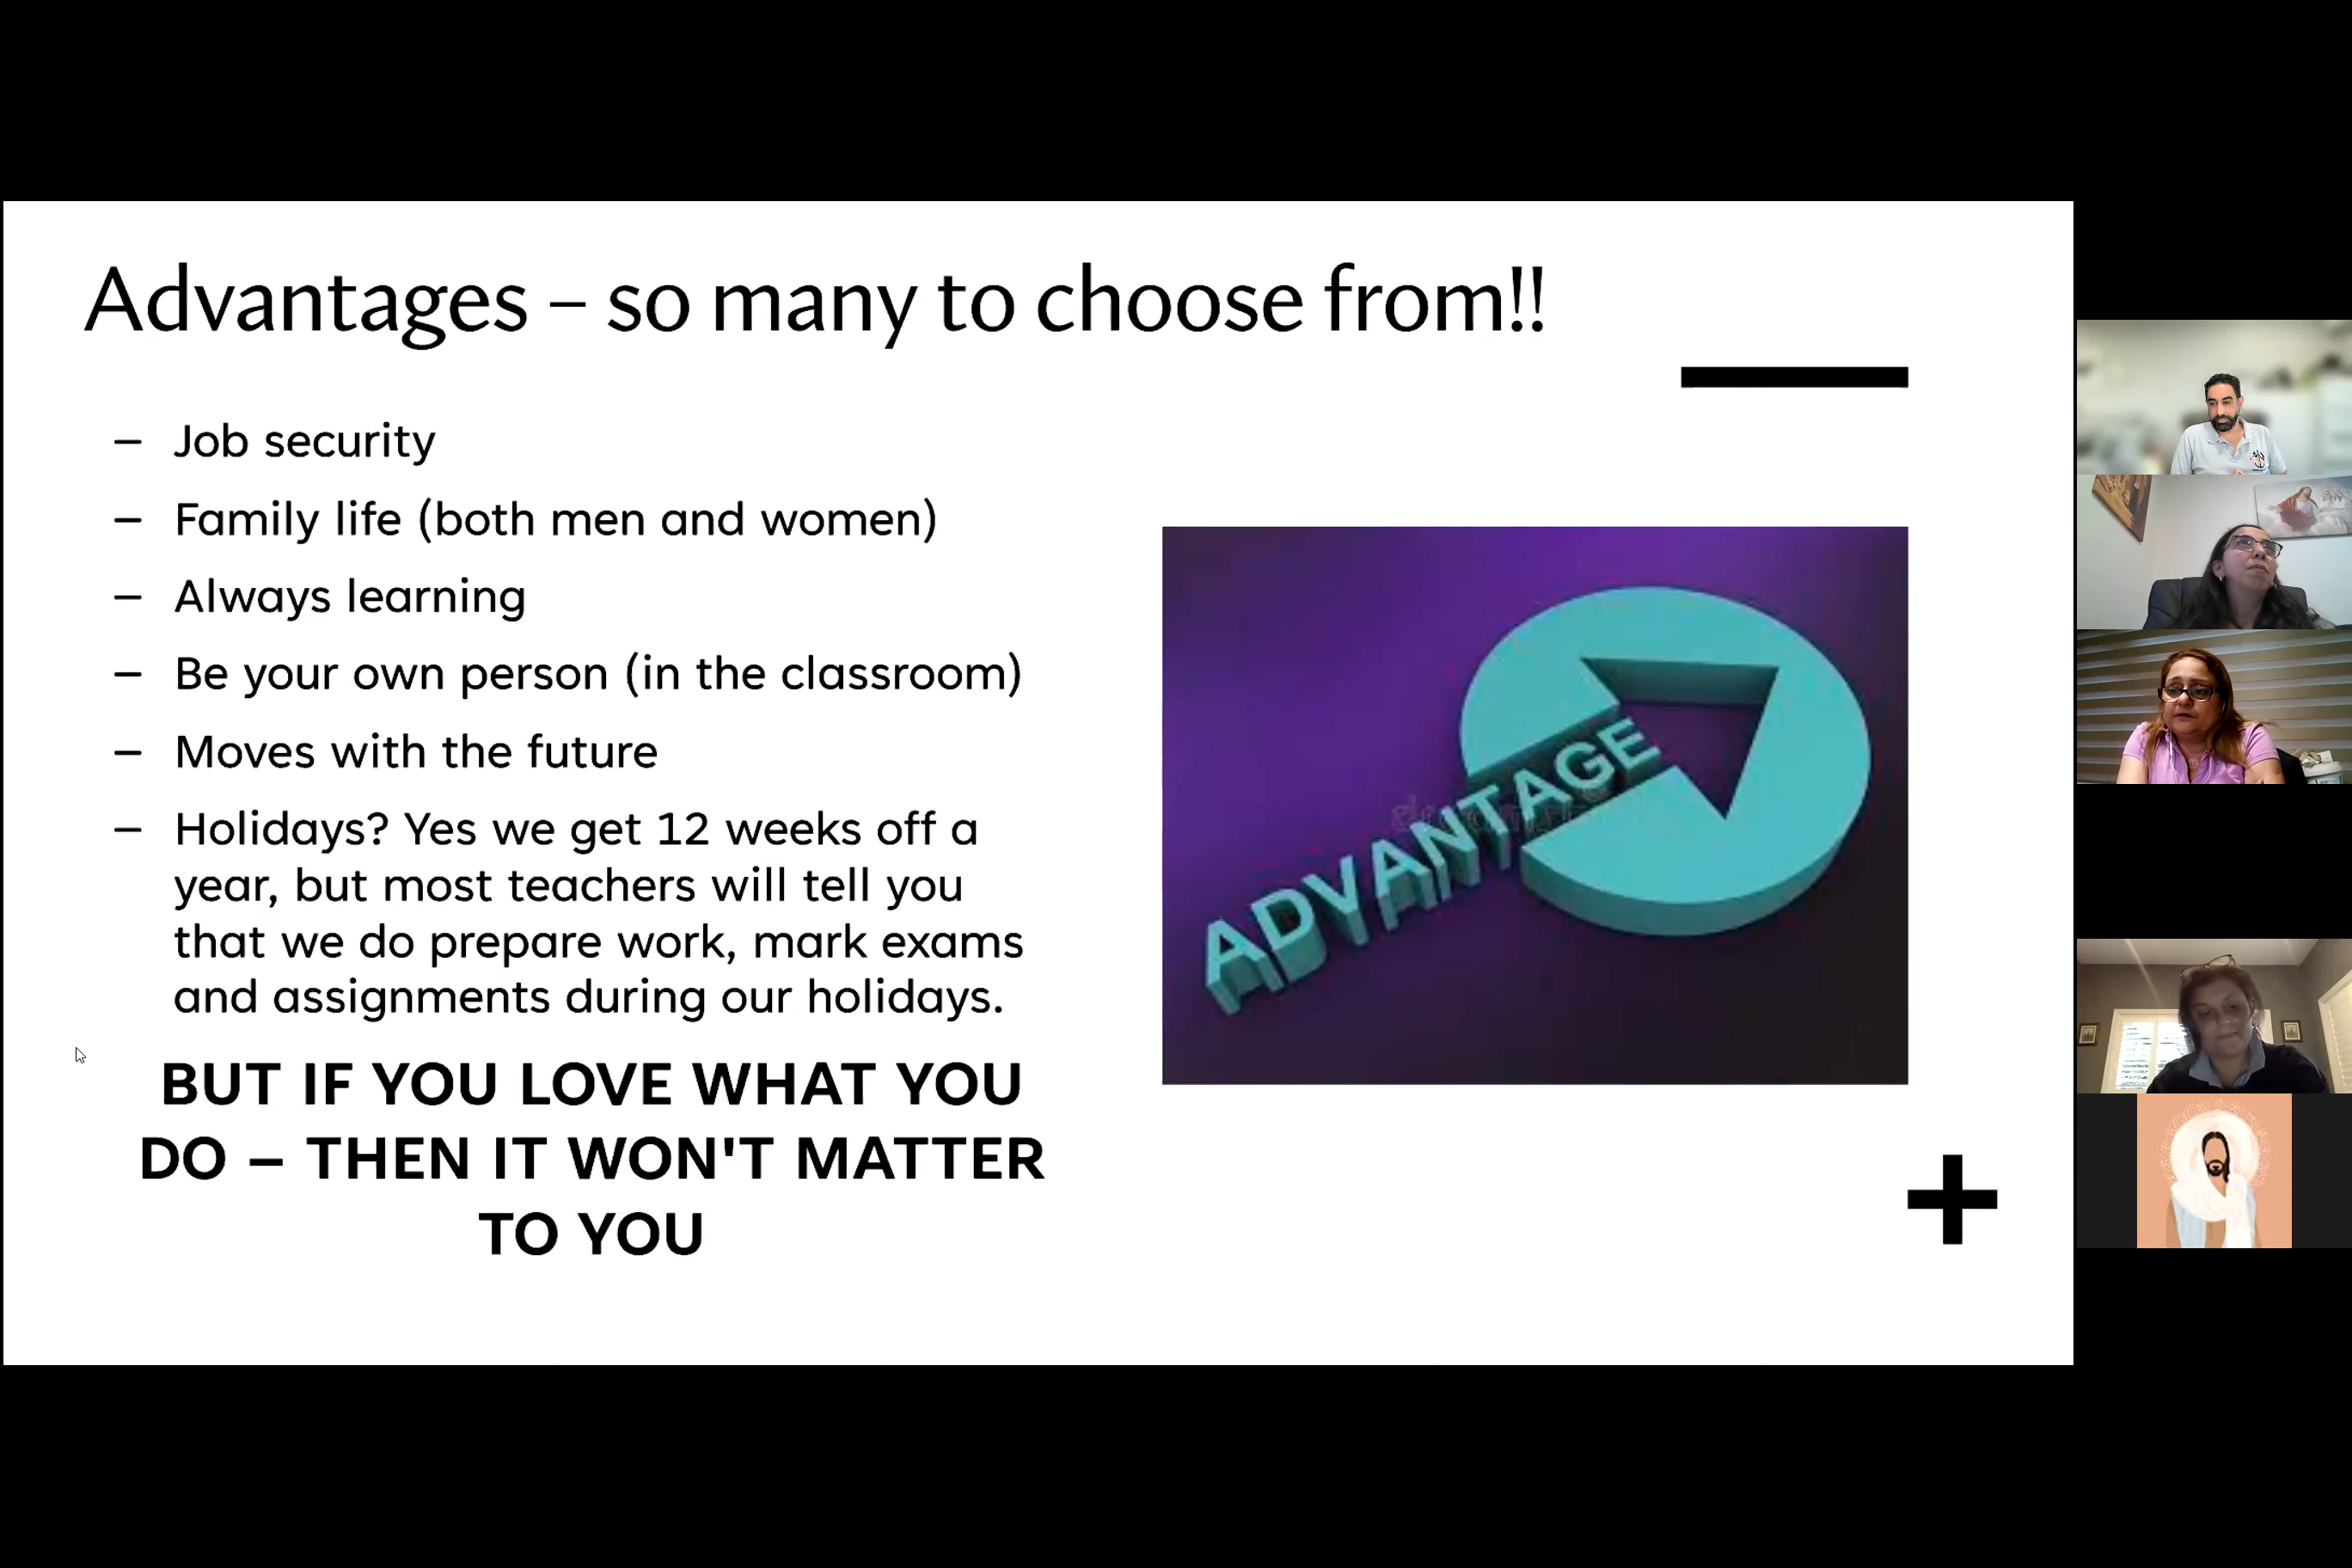 Advantages – so many to choose from!!
– Job security
– Family life (both men and women)
– Always learning
– Be your own person (in the classroom)
– Moves with the future
– Holidays? Yes we get 12 weeks off a
year, but most teachers will tell you
that we do prepare work, mark exams
and assignments during our holidays.
BUT IF YOU LOVE WHAT YOU
DO – THEN IT WON'T MATTER
TO YOU
ADVANTAGE